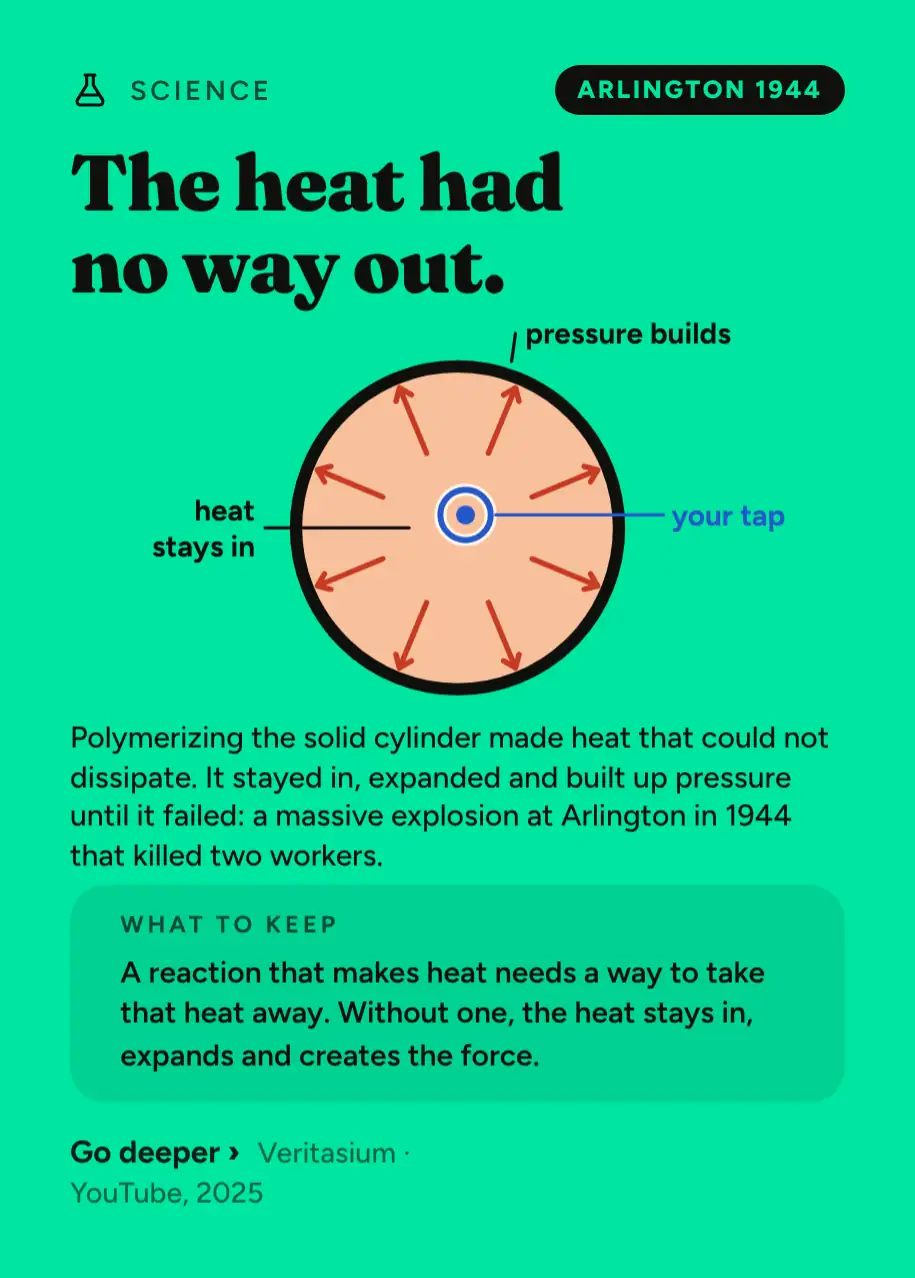 SCIENCE
ARLINGTON 1944
The heat had
no way out.
pressure builds
heat
stays in
your tap
Polymerizing the solid cylinder made heat that could not
dissipate. It stayed in, expanded and built up pressure
until it failed: a massive explosion at Arlington in 1944
that killed two workers.
WHAT TO KEEP
A reaction that makes heat needs a way to take
that heat away. Without one, the heat stays in,
expands and creates the force.
Go deeper › Veritasium ·
YouTube, 2025